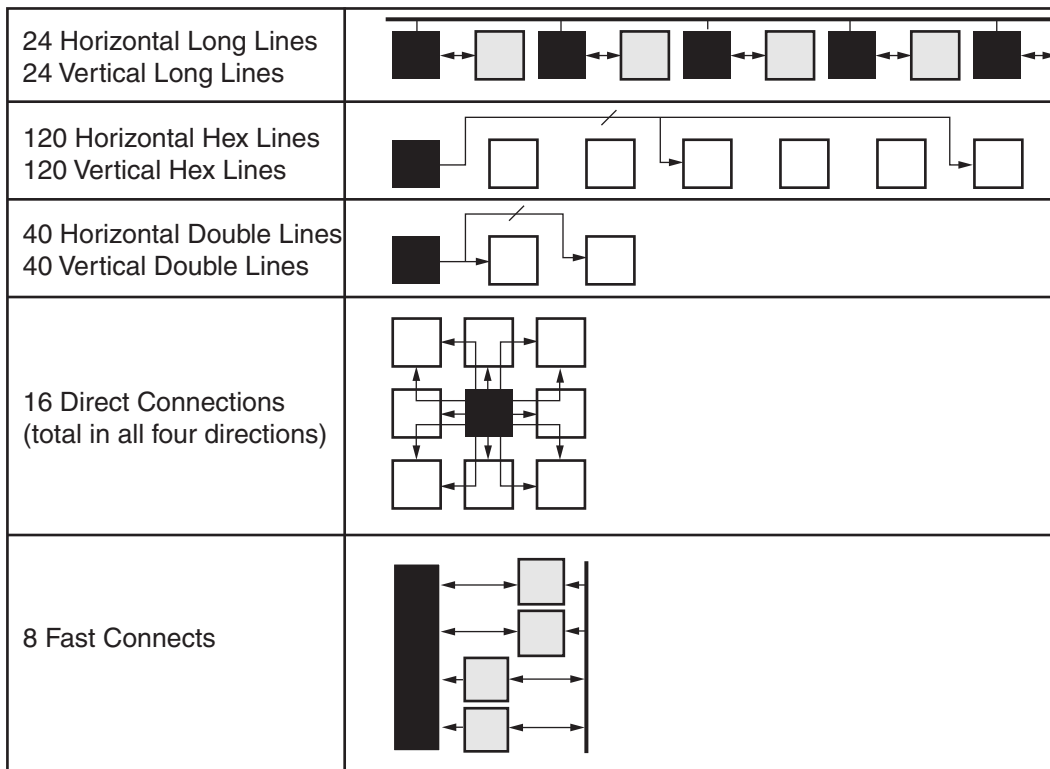 24 Horizontal Long Lines
24 Vertical Long Lines
120 Horizontal Hex Lines
120 Vertical Hex Lines
40 Horizontal Double Lines
40 Vertical Double Lines
16 Direct Connections
(total in all four directions)
8 Fast Connects